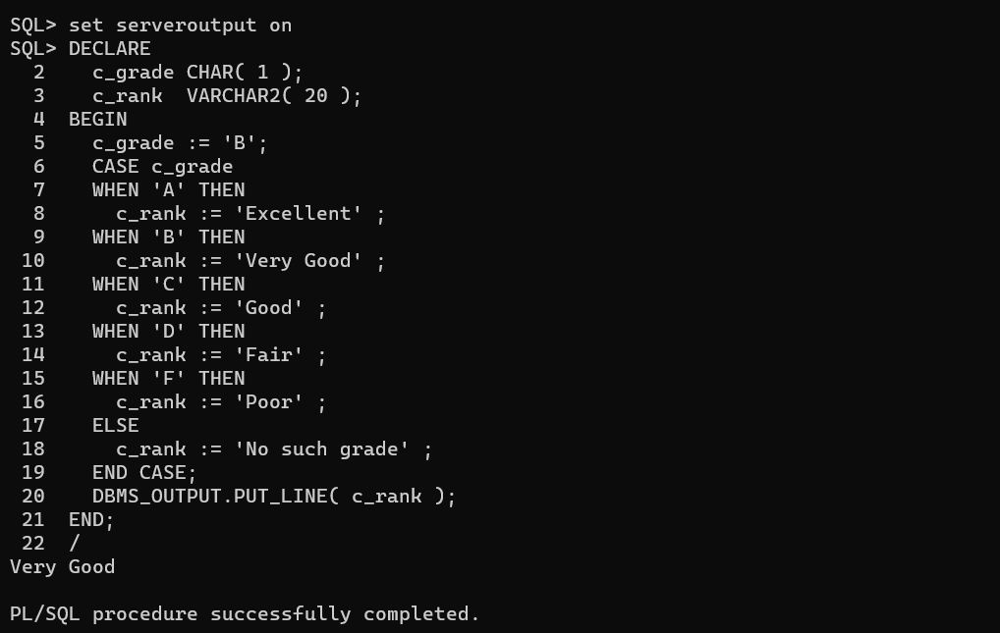 SQL> set serveroutput on
SQL> DECLARE
  2    c_grade CHAR( 1 );
  3    c_rank  VARCHAR2( 20 );
  4  BEGIN
  5    c_grade := 'B';
  6    CASE c_grade
  7    WHEN 'A' THEN
  8      c_rank := 'Excellent' ;
  9    WHEN 'B' THEN
 10      c_rank := 'Very Good' ;
 11    WHEN 'C' THEN
 12      c_rank := 'Good' ;
 13    WHEN 'D' THEN
 14      c_rank := 'Fair' ;
 15    WHEN 'F' THEN
 16      c_rank := 'Poor' ;
 17    ELSE
 18      c_rank := 'No such grade' ;
 19    END CASE;
 20    DBMS_OUTPUT.PUT_LINE( c_rank );
 21  END;
 22  /
Very Good

PL/SQL procedure successfully completed.